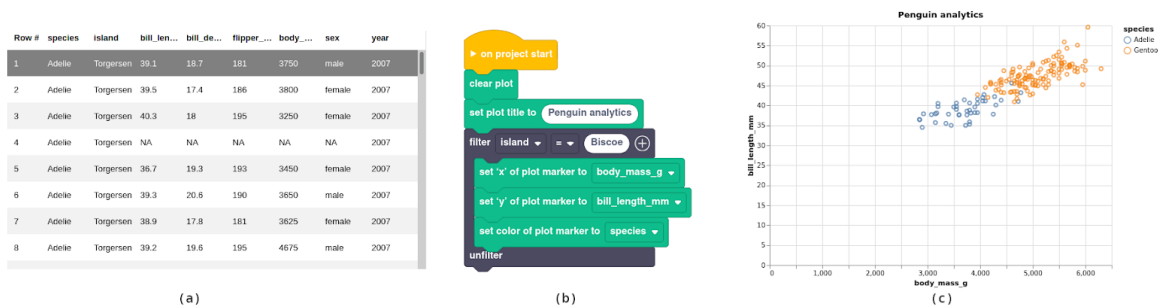 Row # species island bill_len... bill_de... flipper_... body_... sex year
1 Adelie Torgersen 39.1 18.7 181 3750 male 2007
2 Adelie Torgersen 39.5 17.4 186 3800 female 2007
3 Adelie Torgersen 40.3 18 195 3250 female 2007
4 Adelie Torgersen NA NA NA NA NA 2007
5 Adelie Torgersen 36.7 19.3 193 3450 female 2007
6 Adelie Torgersen 39.3 20.6 190 3650 male 2007
7 Adelie Torgersen 38.9 17.8 181 3625 female 2007
8 Adelie Torgersen 39.2 19.6 195 4675 male 2007
(a)
on project start
clear plot
set plot title to Penguin analytics
filter island = Biscoe
set 'x' of plot marker to body_mass_g
set 'y' of plot marker to bill_length_mm
set color of plot marker to species
unfilter
(b)
Penguin analytics
bill_length_mm
60
55
50
45
40
35
30
25
20
15
10
5
0
0 1,000 2,000 3,000 4,000 5,000 6,000
body_mass_g
species
Adelie
Gentoo
(c)